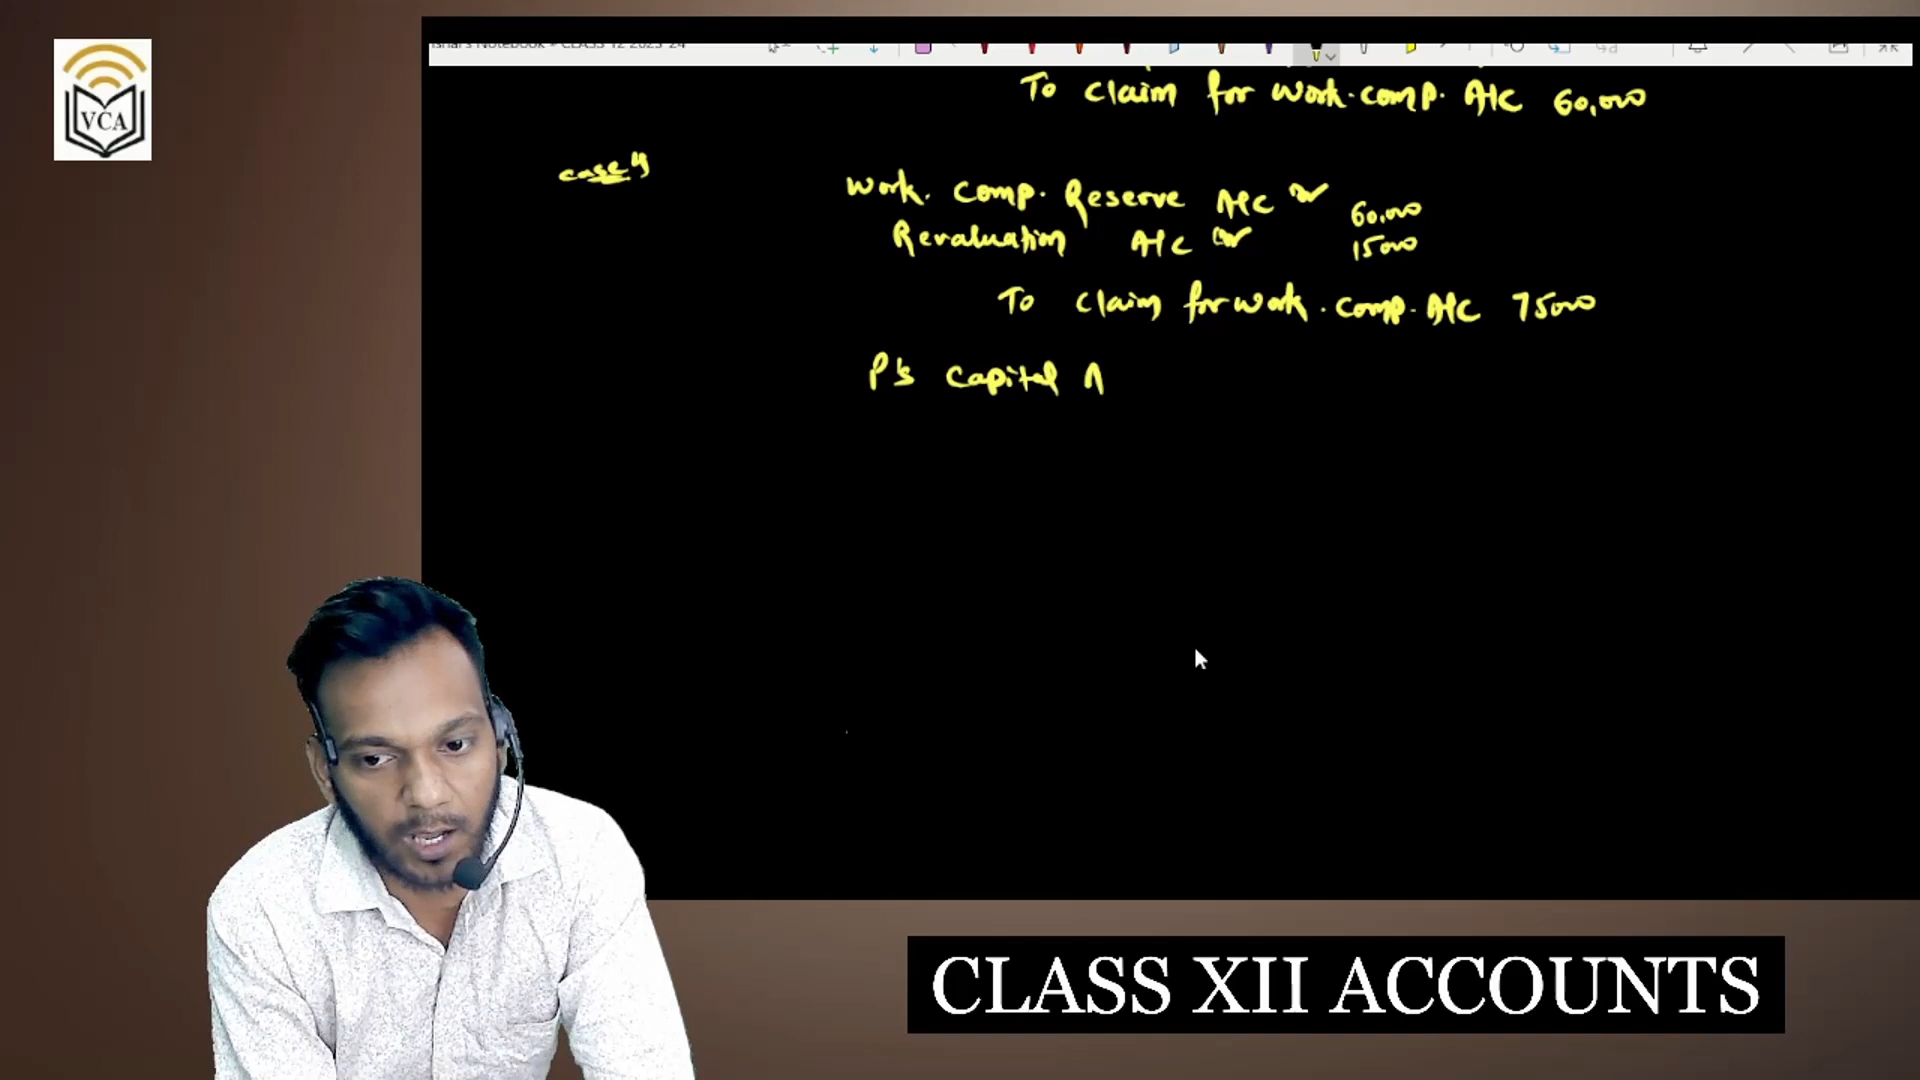 VCA
To claim for work.comp. A/c 60,000
case 4
Work. comp. Reserve A/c Dr 60,000
Revaluation A/c Dr 15000
To claim for work.comp. A/c 75000
P's capital A
CLASS XII ACCOUNTS